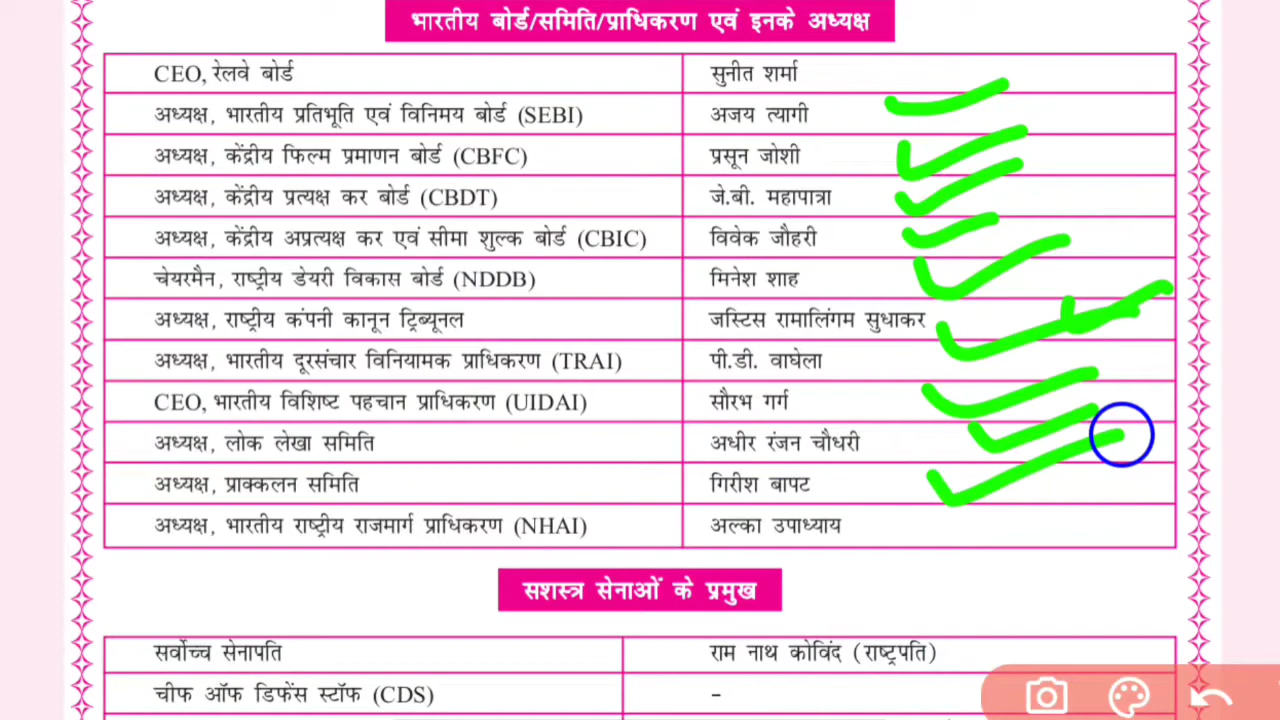 भारतीय बोर्ड/समिति/प्राधिकरण एवं इनके अध्यक्ष
CEO, रेलवे बोर्ड सुनीत शर्मा
अध्यक्ष, भारतीय प्रतिभूति एवं विनिमय बोर्ड (SEBI) अजय त्यागी
अध्यक्ष, केंद्रीय फिल्म प्रमाणन बोर्ड (CBFC) प्रसून जोशी
अध्यक्ष, केंद्रीय प्रत्यक्ष कर बोर्ड (CBDT) जे.बी. महापात्रा
अध्यक्ष, केंद्रीय अप्रत्यक्ष कर एवं सीमा शुल्क बोर्ड (CBIC) विवेक जौहरी
चेयरमैन, राष्ट्रीय डेयरी विकास बोर्ड (NDDB) मिनेश शाह
अध्यक्ष, राष्ट्रीय कंपनी कानून ट्रिब्यूनल जस्टिस रामालिंगम सुधाकर
अध्यक्ष, भारतीय दूरसंचार विनियामक प्राधिकरण (TRAI) पी.डी. वाघेला
CEO, भारतीय विशिष्ट पहचान प्राधिकरण (UIDAI) सौरभ गर्ग
अध्यक्ष, लोक लेखा समिति अधीर रंजन चौधरी
अध्यक्ष, प्राक्कलन समिति गिरीश बापट
अध्यक्ष, भारतीय राष्ट्रीय राजमार्ग प्राधिकरण (NHAI) अल्का उपाध्याय
सशस्त्र सेनाओं के प्रमुख
सर्वोच्च सेनापति राम नाथ कोविंद (राष्ट्रपति)
चीफ ऑफ डिफेंस स्टॉफ (CDS) –